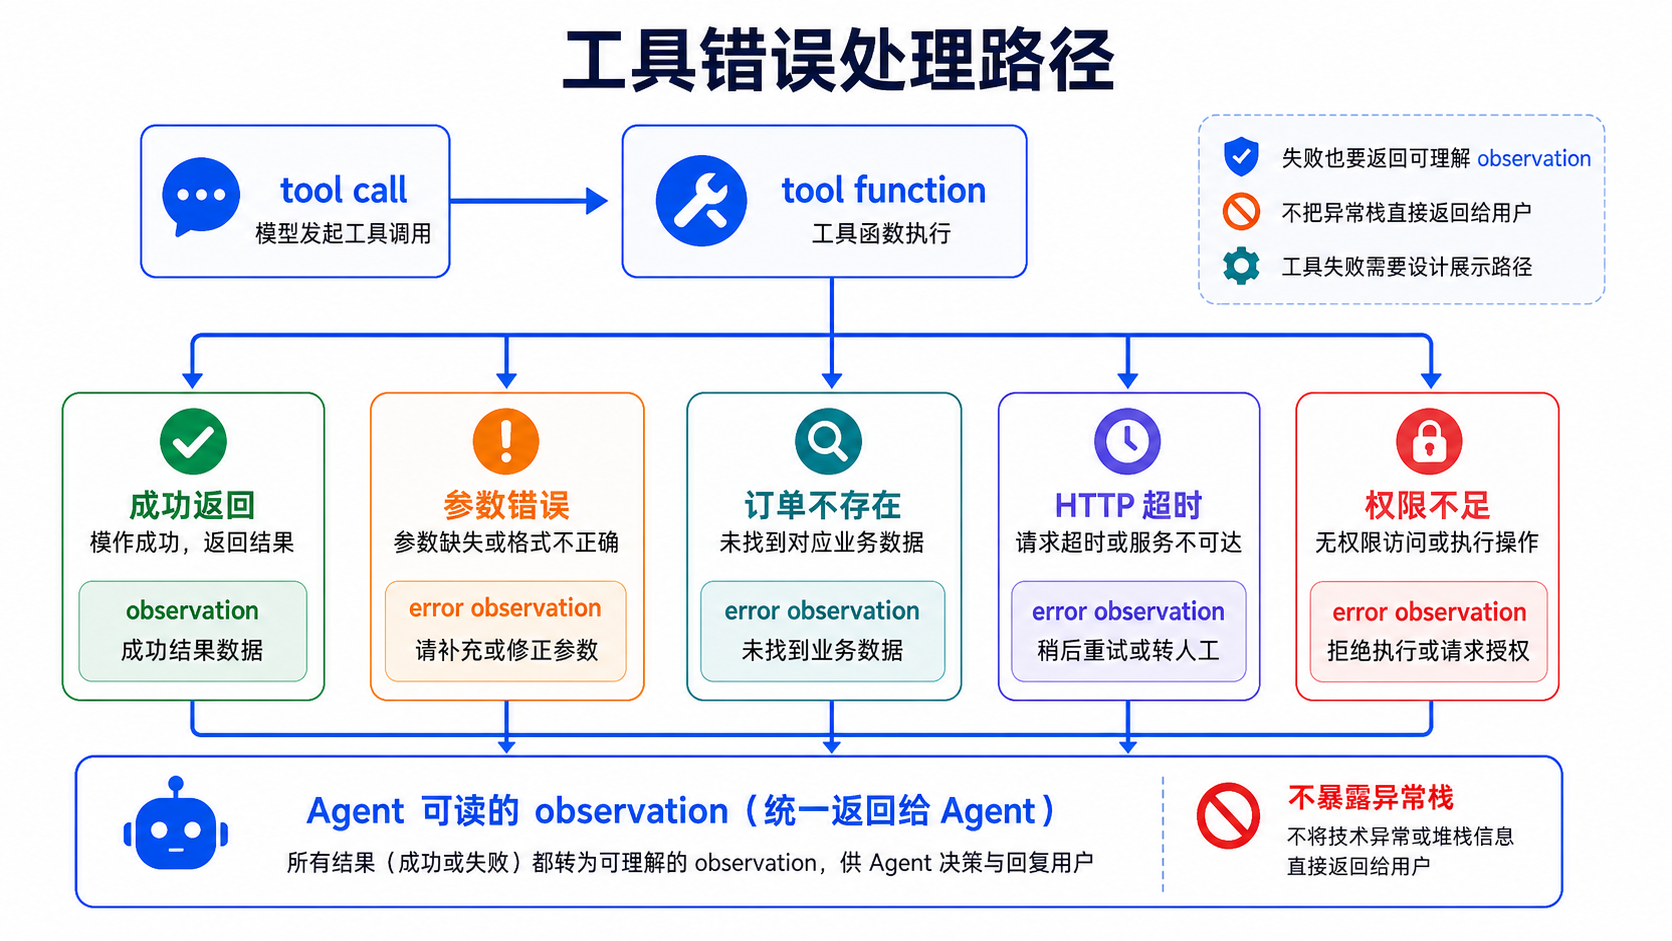 工具错误处理路径
tool call
模型发起工具调用
tool function
工具函数执行
失败也要返回可理解 observation
不把异常栈直接返回给用户
工具失败需要设计展示路径
成功返回
模作成功，返回结果
observation
成功结果数据
参数错误
参数缺失或格式不正确
error observation
请补充或修正参数
订单不存在
未找到对应业务数据
error observation
未找到业务数据
HTTP 超时
请求超时或服务不可达
error observation
稍后重试或转人工
权限不足
无权限访问或执行操作
error observation
拒绝执行或请求授权
Agent 可读的 observation（统一返回给 Agent）
所有结果（成功或失败）都转为可理解的 observation，供 Agent 决策与回复用户
不暴露异常栈
不将技术异常或堆栈信息
直接返回给用户